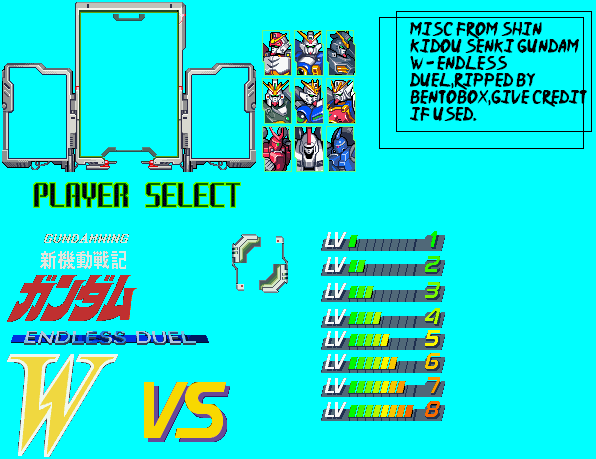 MISC FROM SHIN
KIDOU SENKI GUNDAM
W - ENDLESS
DUEL,RIPPED BY
BENTOBOX,GIVE CREDIT
IF USED.
PLAYER SELECT
GUNDAM WING
新機動戦記
ガンダム
ENDLESS DUEL
W
VS
LV 1
LV 2
LV 3
LV 4
LV 5
LV 6
LV 7
LV 8